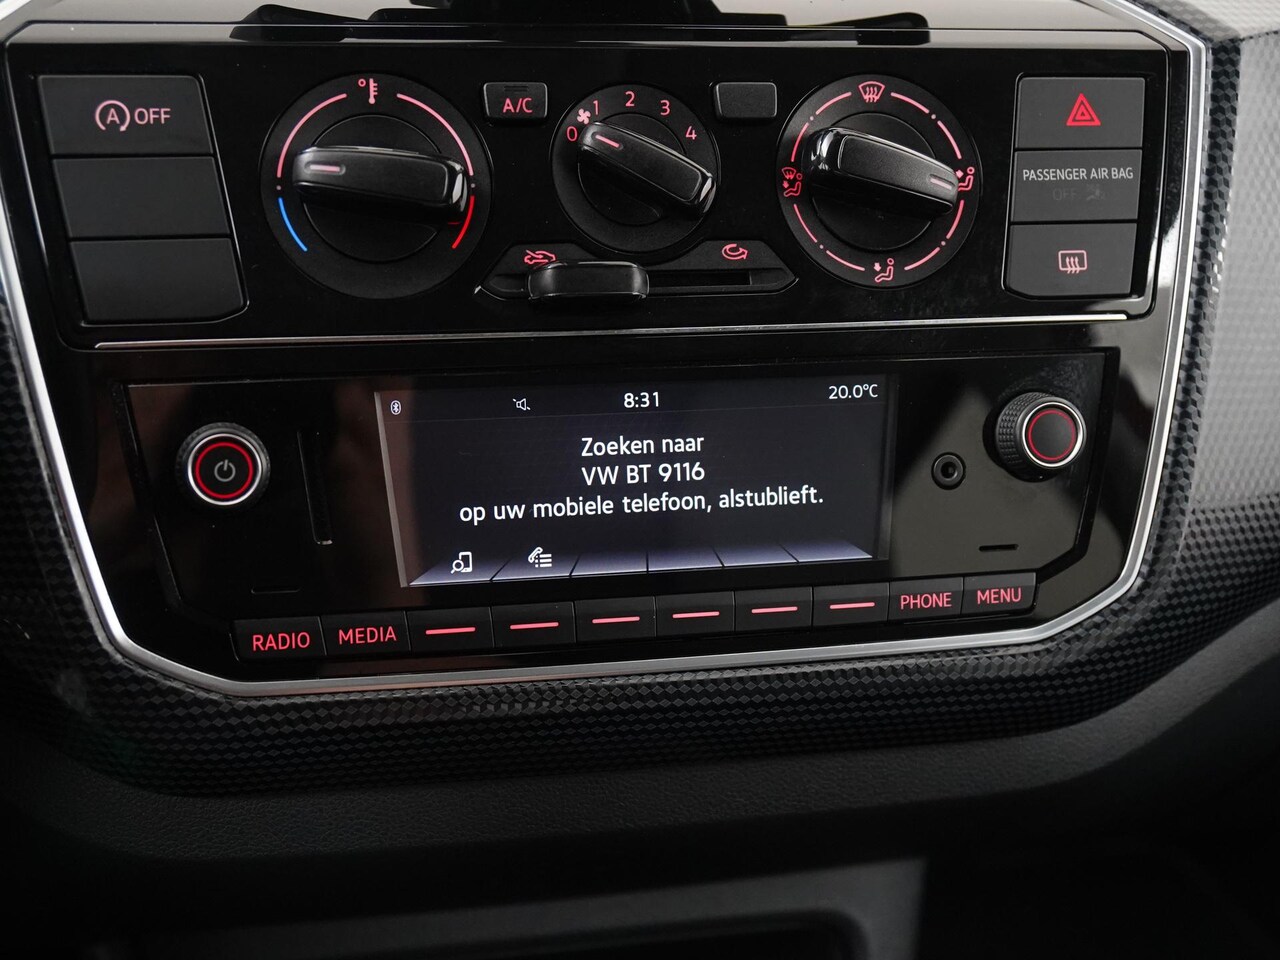 A OFF
A/C
0 1 2 3 4
PASSENGER AIR BAG
OFF
8:31
20.0°C
Zoeken naar
VW BT 9116
op uw mobiele telefoon, alstublieft.
RADIO MEDIA PHONE MENU